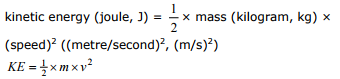 kinetic energy (joule, J) = 1/2 × mass (kilogram, kg) ×
(speed)² ((metre/second)², (m/s)²)
KE = 1/2 × m × v²